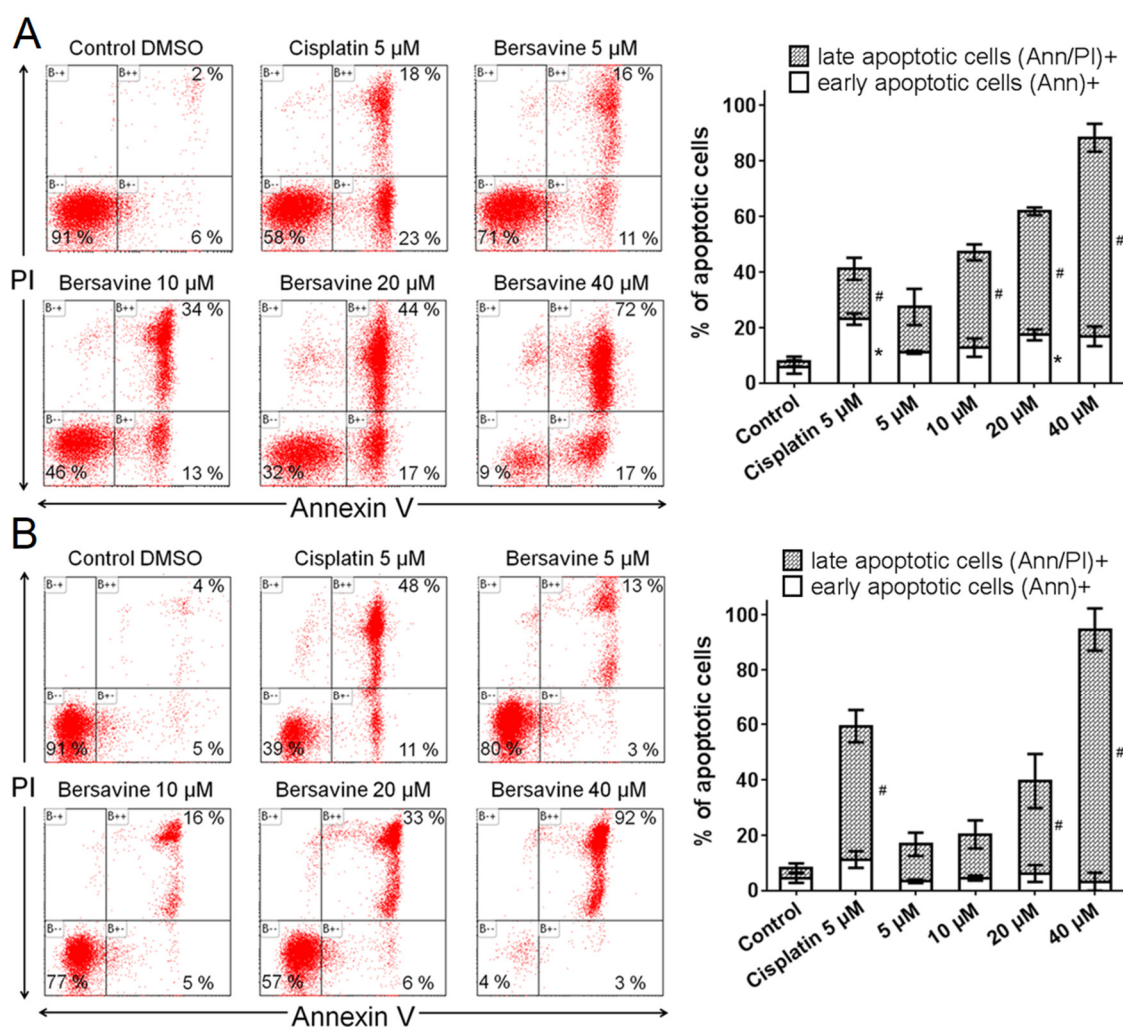 A
Control DMSO
Cisplatin 5 µM
Bersavine 5 µM
B-+
B++
2 %
B--
B+-
91 %
6 %
B-+
B++
18 %
B--
B+-
58 %
23 %
B-+
B++
16 %
B--
B+-
71 %
11 %
PI
Bersavine 10 µM
Bersavine 20 µM
Bersavine 40 µM
B-+
B++
34 %
B--
B+-
46 %
13 %
B-+
B++
44 %
B--
B+-
32 %
17 %
B-+
B++
72 %
B--
B+-
9 %
17 %
Annexin V
late apoptotic cells (Ann/PI)+
early apoptotic cells (Ann)+
% of apoptotic cells
100
80
60
40
20
0
#
*
#
#
*
#
Control
Cisplatin 5 µM
5 µM
10 µM
20 µM
40 µM
B
Control DMSO
Cisplatin 5 µM
Bersavine 5 µM
B-+
B++
4 %
B--
B+-
91 %
5 %
B-+
B++
48 %
B--
B+-
39 %
11 %
B-+
B++
13 %
B--
B+-
80 %
3 %
PI
Bersavine 10 µM
Bersavine 20 µM
Bersavine 40 µM
B-+
B++
16 %
B--
B+-
77 %
5 %
B-+
B++
33 %
B--
B+-
57 %
6 %
B-+
B++
92 %
B--
B+-
4 %
3 %
Annexin V
late apoptotic cells (Ann/PI)+
early apoptotic cells (Ann)+
% of apoptotic cells
100
80
60
40
20
0
#
#
#
Control
Cisplatin 5 µM
5 µM
10 µM
20 µM
40 µM